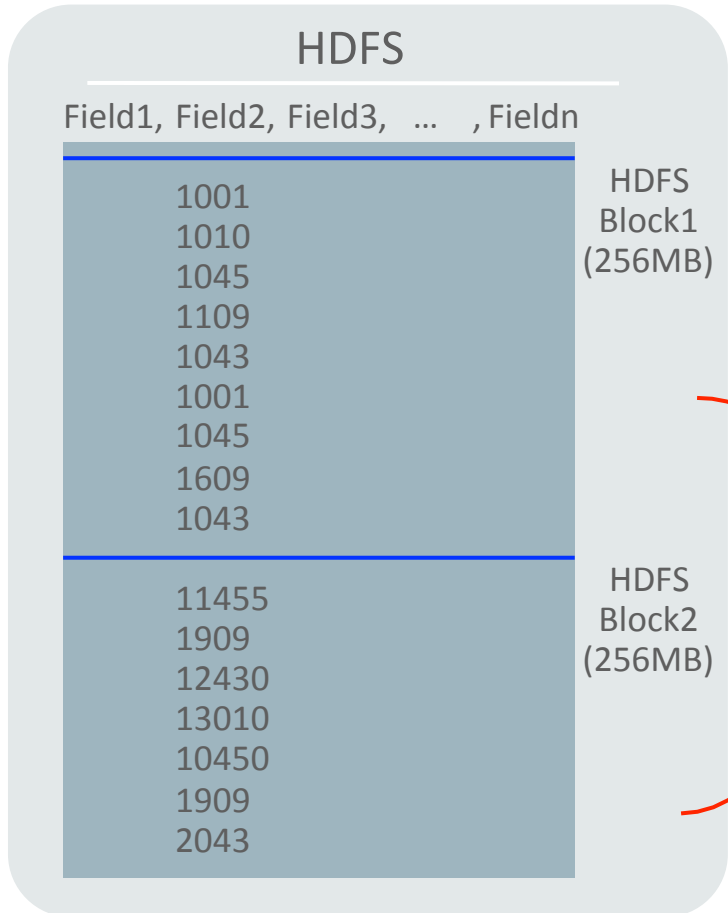 HDFS
Field1, Field2, Field3, ... , Fieldn
HDFS
Block1
(256MB)
1001
1010
1045
1109
1043
1001
1045
1609
1043
HDFS
Block2
(256MB)
11455
1909
12430
13010
10450
1909
2043